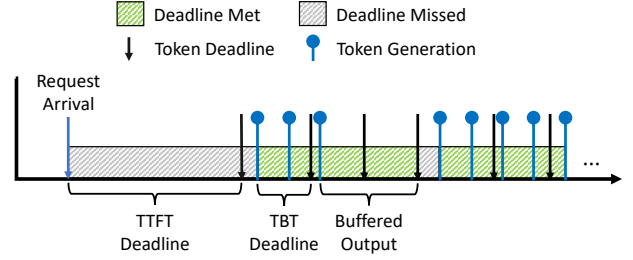 Deadline Met
Deadline Missed
Token Deadline
Token Generation
Request
Arrival
...
TTFT
Deadline
TBT
Deadline
Buffered
Output